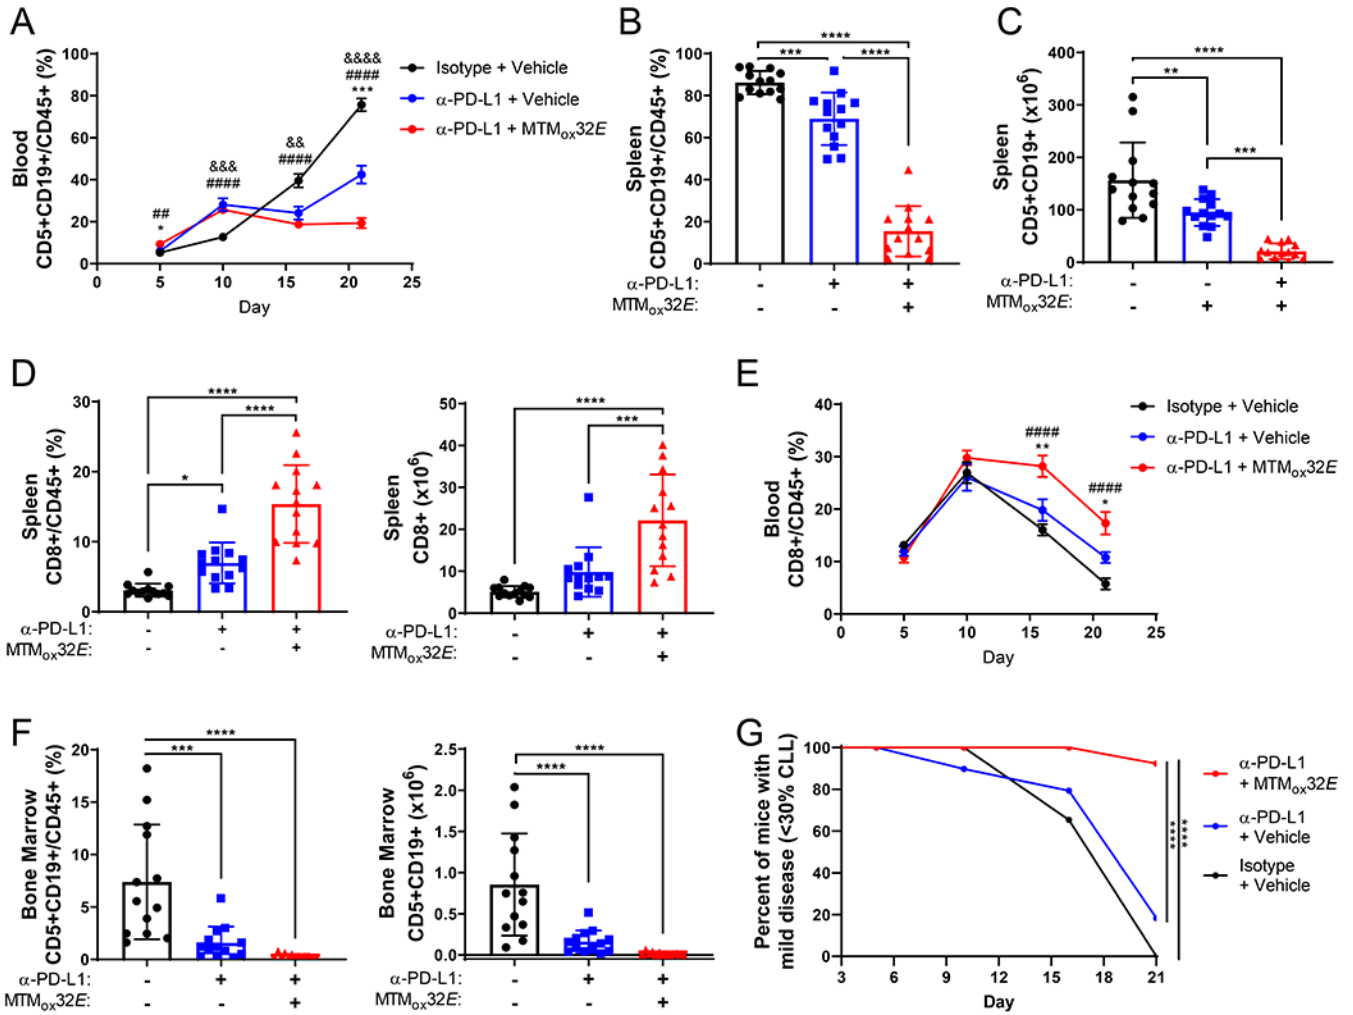 A
Blood
CD5+CD19+/CD45+ (%)
100
80
60
40
20
0
0 5 10 15 20 25
Day
##
*
&&&
####
&&
####
&&&&
####
***
Isotype + Vehicle
α-PD-L1 + Vehicle
α-PD-L1 + MTMox32E
B
Spleen
CD5+CD19+/CD45+ (%)
100
80
60
40
20
0
****
*** ****
α-PD-L1: - + +
MTMox32E: - - +
C
Spleen
CD5+CD19+ (x10⁶)
400
300
200
100
0
****
**
***
α-PD-L1: - - +
MTMox32E: - + +
D
Spleen
CD8+/CD45+ (%)
30
20
10
0
****
****
*
α-PD-L1: - + +
MTMox32E: - - +
Spleen
CD8+ (x10⁶)
50
40
30
20
10
0
****
***
α-PD-L1: - + +
MTMox32E: - - +
E
Blood
CD8+/CD45+ (%)
40
30
20
10
0
0 5 10 15 20 25
Day
####
**
####
*
Isotype + Vehicle
α-PD-L1 + Vehicle
α-PD-L1 + MTMox32E
F
Bone Marrow
CD5+CD19+/CD45+ (%)
20
15
10
5
0
****
***
α-PD-L1: - + +
MTMox32E: - - +
Bone Marrow
CD5+CD19+ (x10⁶)
2.5
2.0
1.5
1.0
0.5
0.0
****
****
α-PD-L1: - + +
MTMox32E: - - +
G
Percent of mice with
mild disease (<30% CLL)
100
80
60
40
20
0
3 6 9 12 15 18 21
Day
****
****
α-PD-L1
+ MTMox32E
α-PD-L1
+ Vehicle
Isotype
+ Vehicle